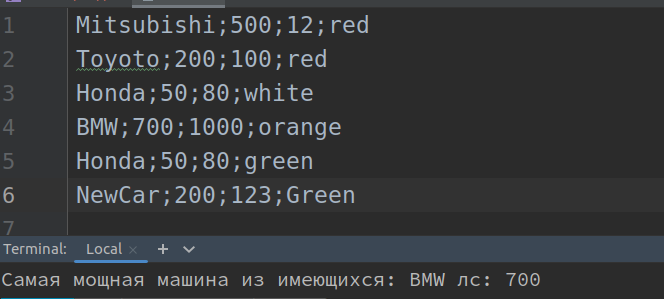 1 Mitsubishi;500;12;red
2 Toyoto;200;100;red
3 Honda;50;80;white
4 BMW;700;1000;orange
5 Honda;50;80;green
6 NewCar;200;123;Green
7
Terminal: Local × +
Самая мощная машина из имеющихся: BMW лс: 700